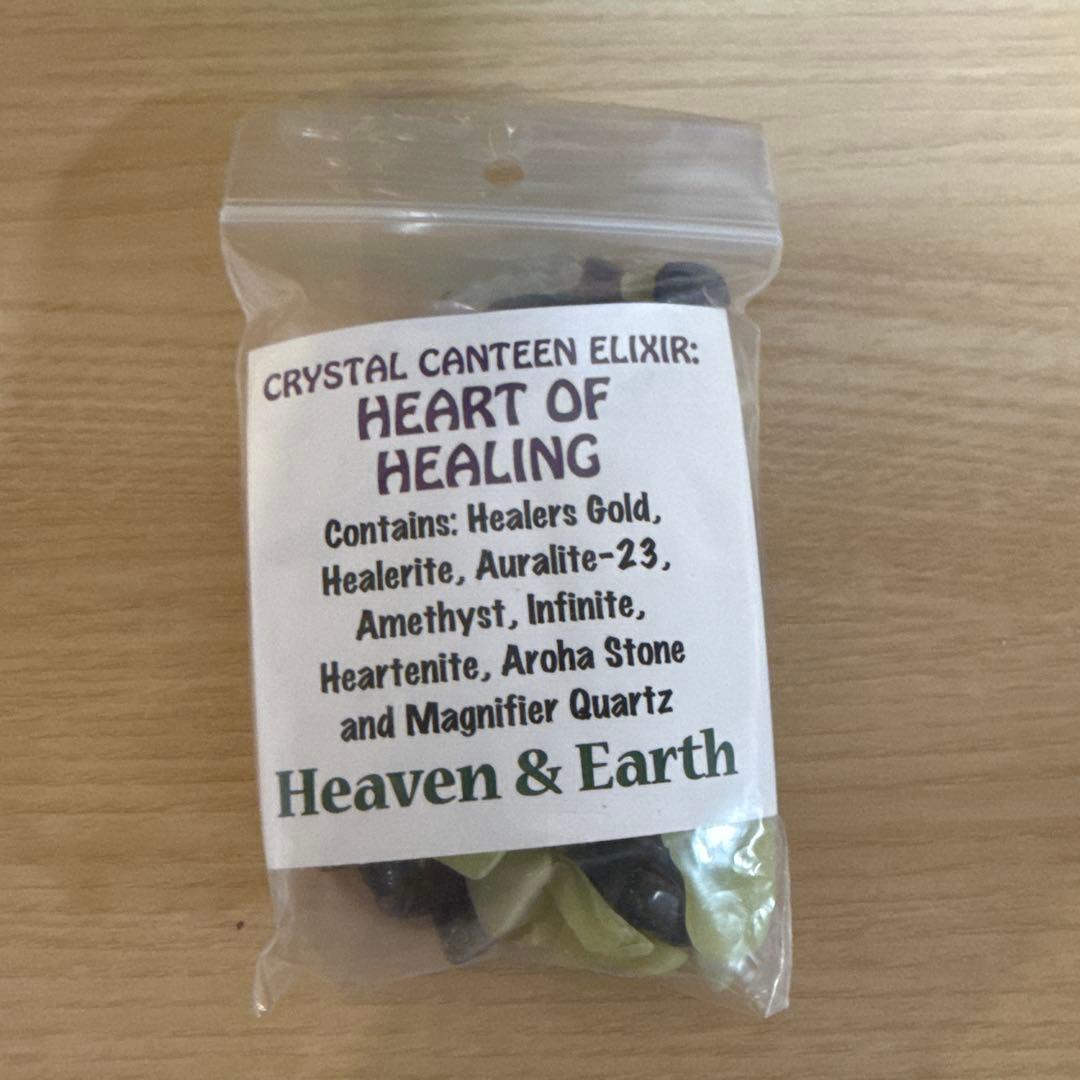 CRYSTAL CANTEEN ELIXIR:
HEART OF
HEALING
Contains: Healers Gold,
Healerite, Auralite-23,
Amethyst, Infinite,
Heartenite, Aroha Stone
and Magnifier Quartz
Heaven & Earth